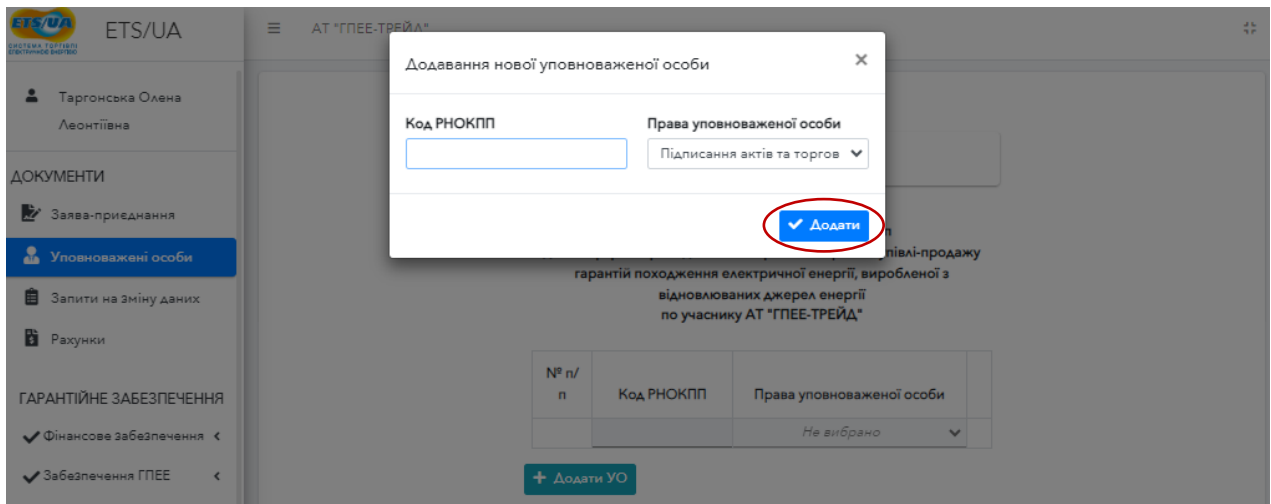 ETS/UA
СИСТЕМА ТОРГІВЛІ
ЕЛЕКТРИЧНОЮ ЕНЕРГІЄЮ
ETS/UA
АТ "ГПЕЕ-ТРЕЙД"
Таргонська Олена
Леонтіївна
ДОКУМЕНТИ
Заява-приєднання
Уповноважені особи
Запити на зміну даних
Рахунки
ГАРАНТІЙНЕ ЗАБЕЗПЕЧЕННЯ
Фінансове забезпечення
Забезпечення ГПЕЕ
Додавання нової уповноваженої особи
×
Код РНОКПП
Права уповноваженої особи
Підписання актів та торгов
Додати
півлі-продажу
гарантій походження електричної енергії, виробленої з
відновлюваних джерел енергії
по учаснику АТ "ГПЕЕ-ТРЕЙД"
№ п/
п
Код РНОКПП
Права уповноваженої особи
Не вибрано
+ Додати УО